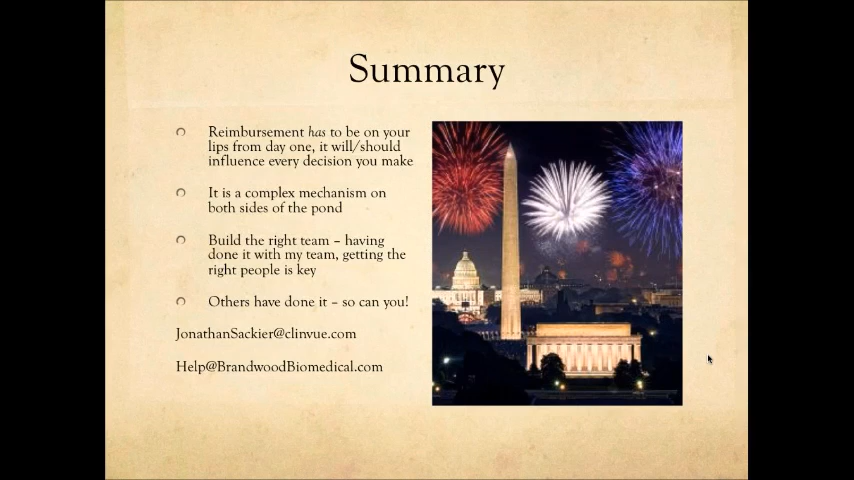 Summary
Reimbursement has to be on your
lips from day one, it will/should
influence every decision you make
It is a complex mechanism on
both sides of the pond
Build the right team – having
done it with my team, getting the
right people is key
Others have done it – so can you!
JonathanSackier@clinvue.com
Help@BrandwoodBiomedical.com